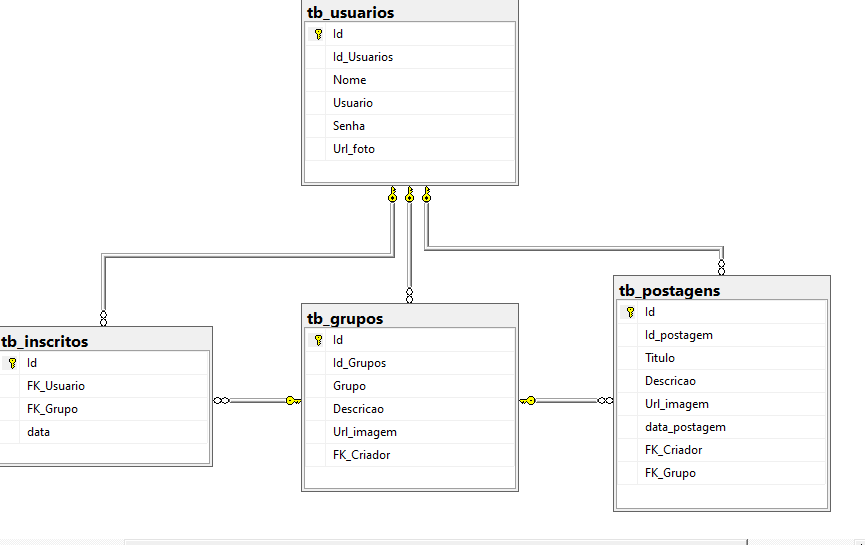 tb_usuarios
Id
Id_Usuarios
Nome
Usuario
Senha
Url_foto
tb_inscritos
Id
FK_Usuario
FK_Grupo
data
tb_grupos
Id
Id_Grupos
Grupo
Descricao
Url_imagem
FK_Criador
tb_postagens
Id
Id_postagem
Titulo
Descricao
Url_imagem
data_postagem
FK_Criador
FK_Grupo